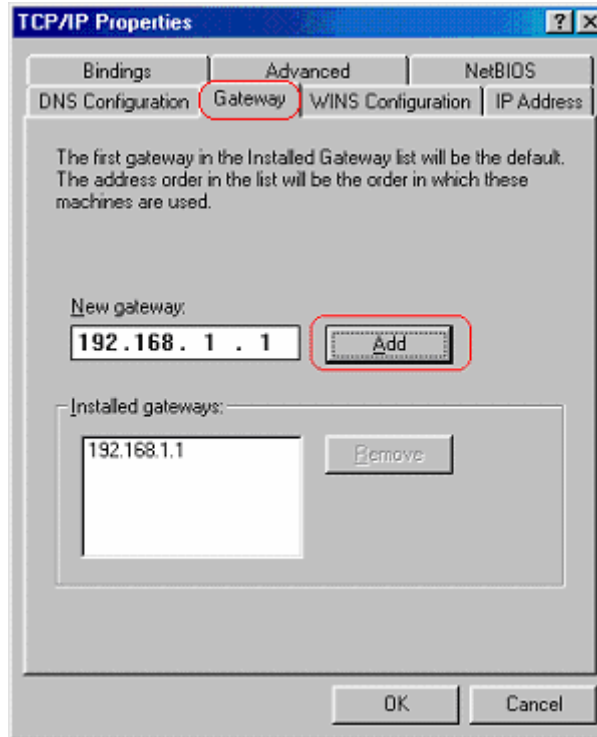 TCP/IP Properties
Bindings Advanced NetBIOS
DNS Configuration Gateway WINS Configuration IP Address
The first gateway in the Installed Gateway list will be the default.
The address order in the list will be the order in which these
machines are used.
New gateway:
192.168. 1 . 1 Add
Installed gateways:
192.168.1.1 Remove
OK Cancel